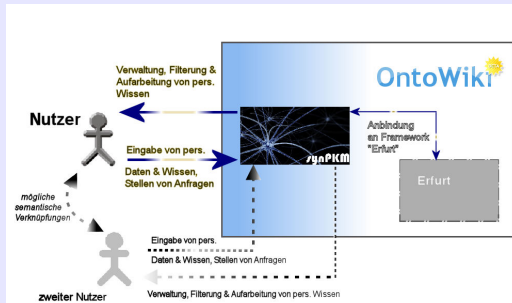 Verwaltung, Filterung &
Aufarbeitung von pers.
Wissen
OntoWiki
Nutzer
Eingabe von pers.
Daten & Wissen,
Stellen von Anfragen
synPKM
Anbindung
an Framework
"Erfurt"
Erfurt
mögliche
semantische
Verknüpfungen
Eingabe von pers.
Daten & Wissen, Stellen von Anfragen
zweiter Nutzer
Verwaltung, Filterung & Aufarbeitung von pers. Wissen